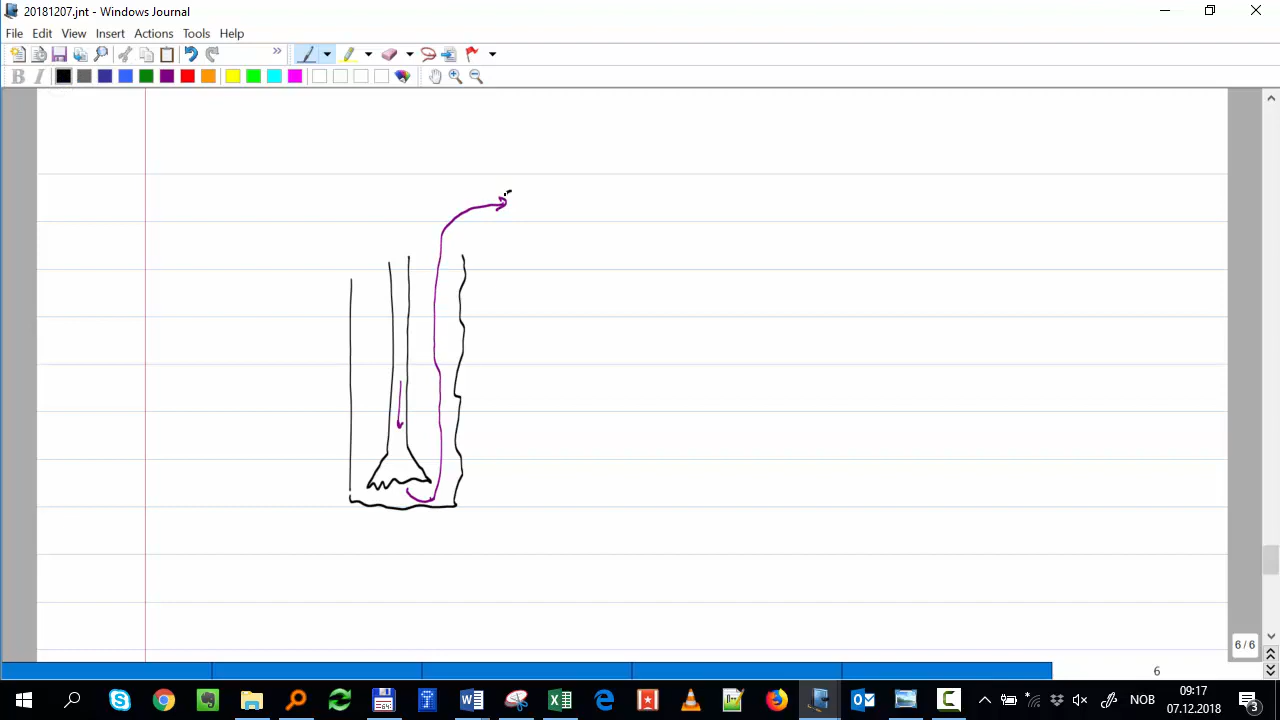 20181207.jnt - Windows Journal
File Edit View Insert Actions Tools Help
B I
6 / 6
6
NOB
09:17
07.12.2018
3